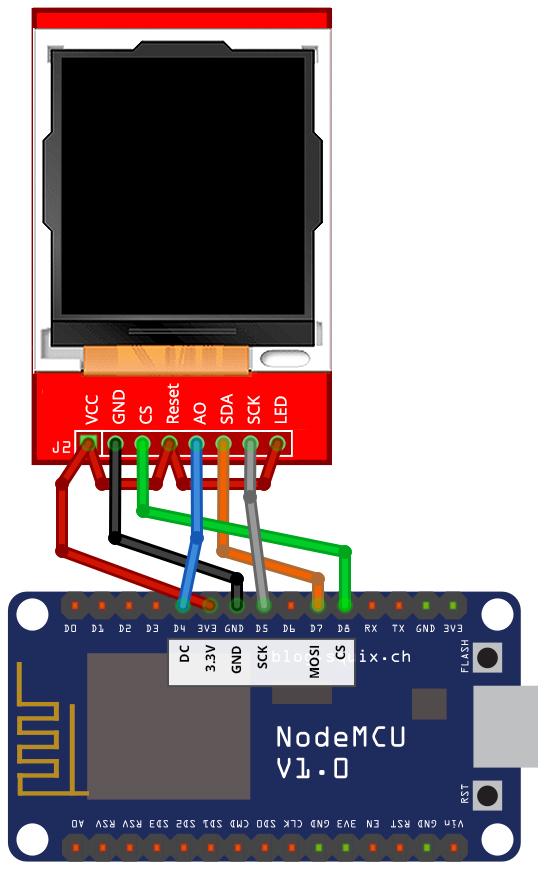 VCC GND CS Reset AO SDA SCK LED
J2
D0 D1 D2 D3 D4 3V3 GND D5 D6 D7 D8 RX TX GND 3V3
DC 3.3V GND SCK MOSI CS
blog.squix.ch
FLASH
NodeMCU
V1.0
RST
A0 RSV RSV SD3 SD2 SD1 CMD SD0 CLK GND 3V3 EN RST GND Vin